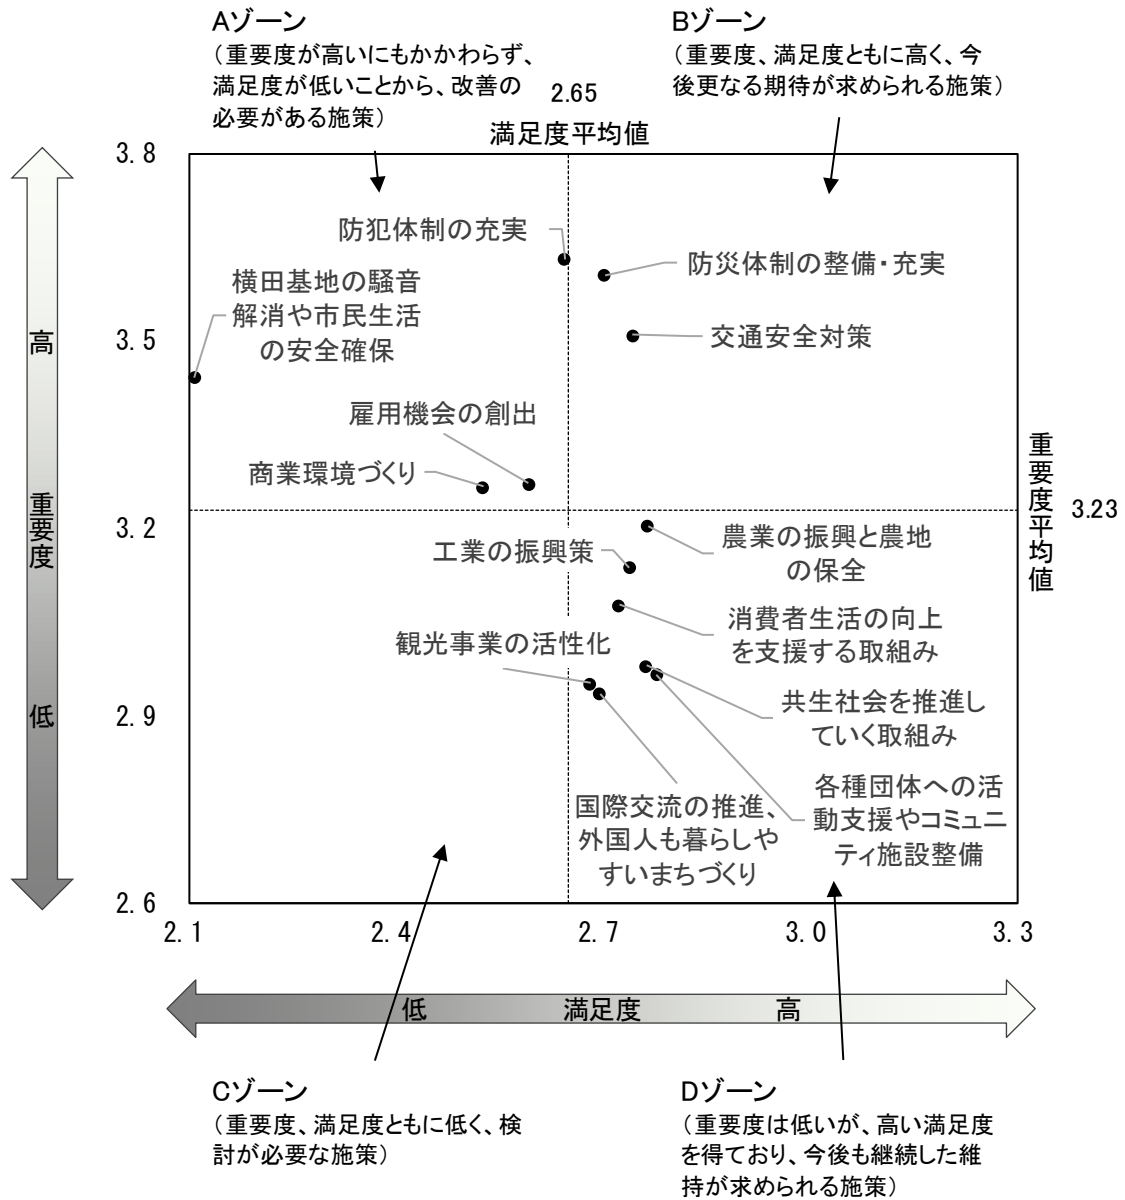 Aゾーン
（重要度が高いにもかかわらず、
満足度が低いことから、改善の
必要がある施策）
Bゾーン
（重要度、満足度ともに高く、今
後更なる期待が求められる施策）
2.65
満足度平均値
3.8
3.5
3.2
2.9
2.6
高
重要度
低
防犯体制の充実
防災体制の整備・充実
横田基地の騒音
解消や市民生活
の安全確保
交通安全対策
雇用機会の創出
商業環境づくり
重要度平均値
3.23
工業の振興策
農業の振興と農地
の保全
消費者生活の向上
を支援する取組み
観光事業の活性化
共生社会を推進し
ていく取組み
国際交流の推進、
外国人も暮らしや
すいまちづくり
各種団体への活
動支援やコミュニ
ティ施設整備
2.1
2.4
2.7
3.0
3.3
低
満足度
高
Cゾーン
（重要度、満足度ともに低く、検
討が必要な施策）
Dゾーン
（重要度は低いが、高い満足度
を得ており、今後も継続した維
持が求められる施策）